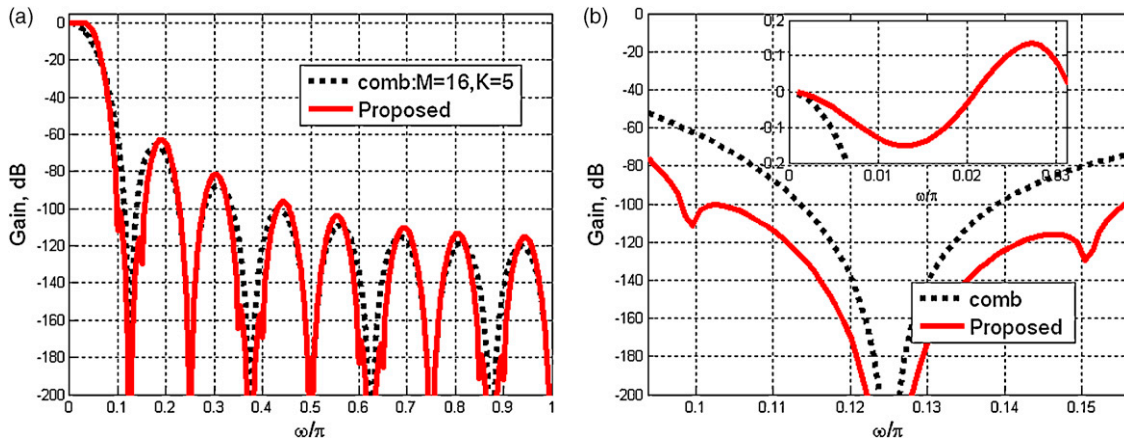 (a)
0
-20
-40
-60
-80
-100
-120
-140
-160
-180
-200
Gain, dB
comb:M=16,K=5
Proposed
0 0.1 0.2 0.3 0.4 0.5 0.6 0.7 0.8 0.9 1
ω/π
(b)
0
-20
-40
-60
-80
-100
-120
-140
-160
-180
-200
Gain, dB
0.2
0.1
0
0.1
0.2
0 0.01 0.02 0.03
ω/π
comb
Proposed
0.1 0.11 0.12 0.13 0.14 0.15
ω/π